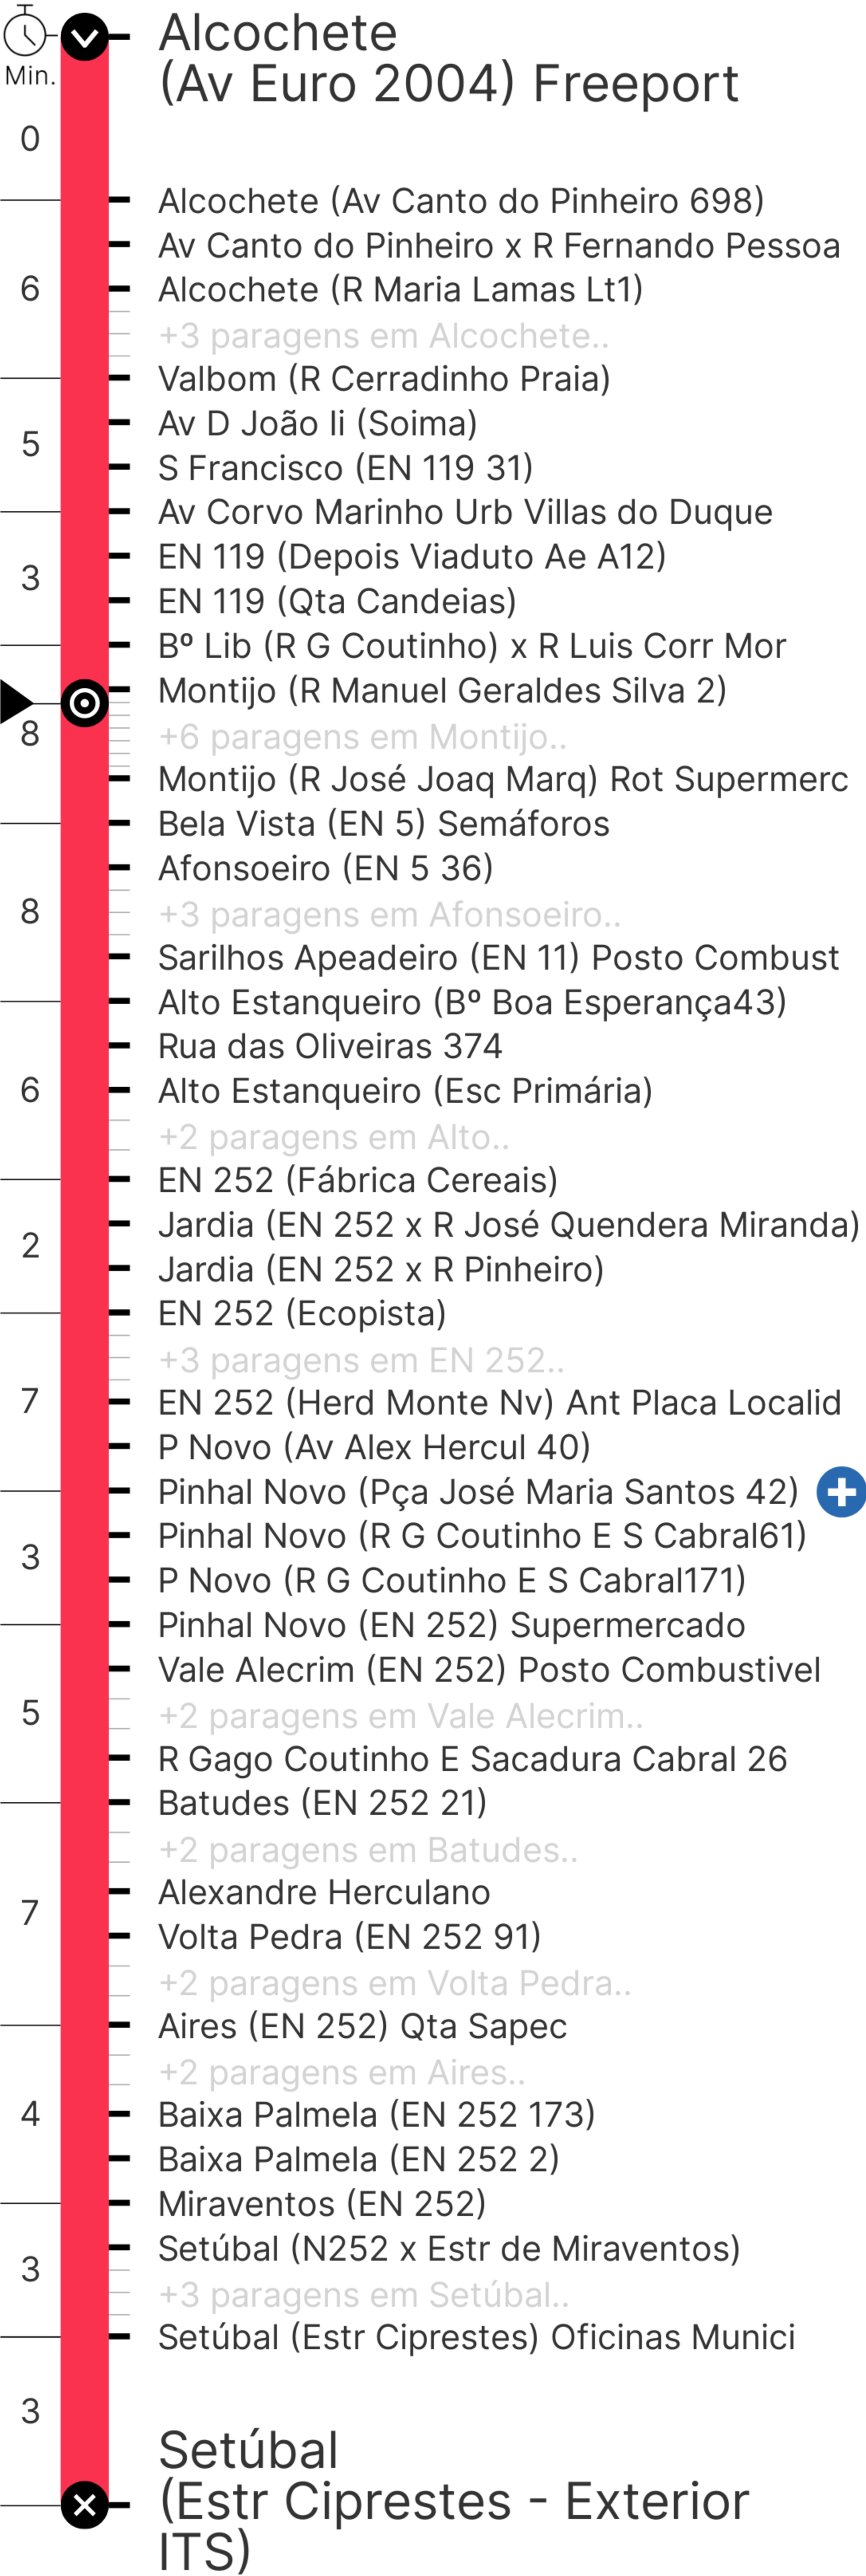 Alcochete
(Av Euro 2004) Freeport
Min.
0
Alcochete (Av Canto do Pinheiro 698)
Av Canto do Pinheiro x R Fernando Pessoa
6
Alcochete (R Maria Lamas Lt1)
+3 paragens em Alcochete..
Valbom (R Cerradinho Praia)
Av D João Ii (Soima)
5
S Francisco (EN 119 31)
Av Corvo Marinho Urb Villas do Duque
EN 119 (Depois Viaduto Ae A12)
3
EN 119 (Qta Candeias)
Bº Lib (R G Coutinho) x R Luis Corr Mor
Montijo (R Manuel Geraldes Silva 2)
8
+6 paragens em Montijo..
Montijo (R José Joaq Marq) Rot Supermerc
Bela Vista (EN 5) Semáforos
Afonsoeiro (EN 5 36)
8
+3 paragens em Afonsoeiro..
Sarilhos Apeadeiro (EN 11) Posto Combust
Alto Estanqueiro (Bº Boa Esperança43)
Rua das Oliveiras 374
6
Alto Estanqueiro (Esc Primária)
+2 paragens em Alto..
EN 252 (Fábrica Cereais)
Jardia (EN 252 x R José Quendera Miranda)
2
Jardia (EN 252 x R Pinheiro)
EN 252 (Ecopista)
+3 paragens em EN 252..
7
EN 252 (Herd Monte Nv) Ant Placa Localid
P Novo (Av Alex Hercul 40)
Pinhal Novo (Pça José Maria Santos 42)
Pinhal Novo (R G Coutinho E S Cabral61)
3
P Novo (R G Coutinho E S Cabral171)
Pinhal Novo (EN 252) Supermercado
Vale Alecrim (EN 252) Posto Combustivel
5
+2 paragens em Vale Alecrim..
R Gago Coutinho E Sacadura Cabral 26
Batudes (EN 252 21)
+2 paragens em Batudes..
Alexandre Herculano
7
Volta Pedra (EN 252 91)
+2 paragens em Volta Pedra..
Aires (EN 252) Qta Sapec
+2 paragens em Aires..
4
Baixa Palmela (EN 252 173)
Baixa Palmela (EN 252 2)
Miraventos (EN 252)
Setúbal (N252 x Estr de Miraventos)
3
+3 paragens em Setúbal..
Setúbal (Estr Ciprestes) Oficinas Munici
3
Setúbal
(Estr Ciprestes - Exterior
ITS)